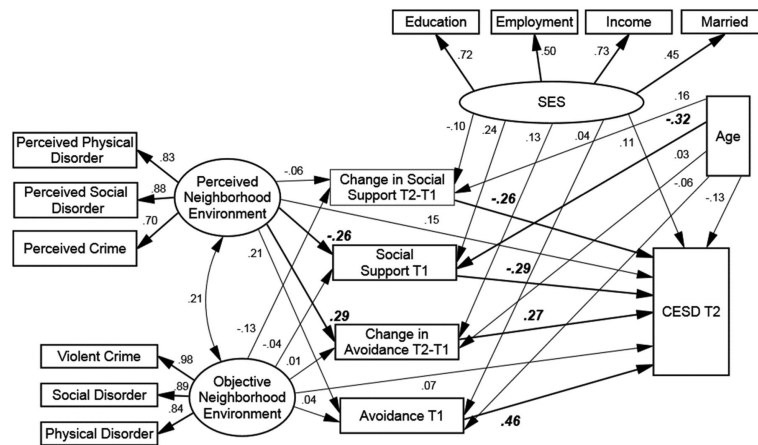 Education
Employment
Income
Married
.72
.50
.73
.45
SES
-.10
.24
.13
.04
.11
.16
-.32
.03
-.06
-.13
Age
Perceived Physical
Disorder
Perceived Social
Disorder
Perceived Crime
.83
.88
.70
Perceived
Neighborhood
Environment
-.06
-.26
.21
.29
.15
Change in Social
Support T2-T1
-.26
Social
Support T1
-.29
Change in
Avoidance T2-T1
.27
Avoidance T1
.46
CESD T2
.21
Violent Crime
Social Disorder
Physical Disorder
.98
.89
.84
Objective
Neighborhood
Environment
-.13
-.04
.01
.04
.07